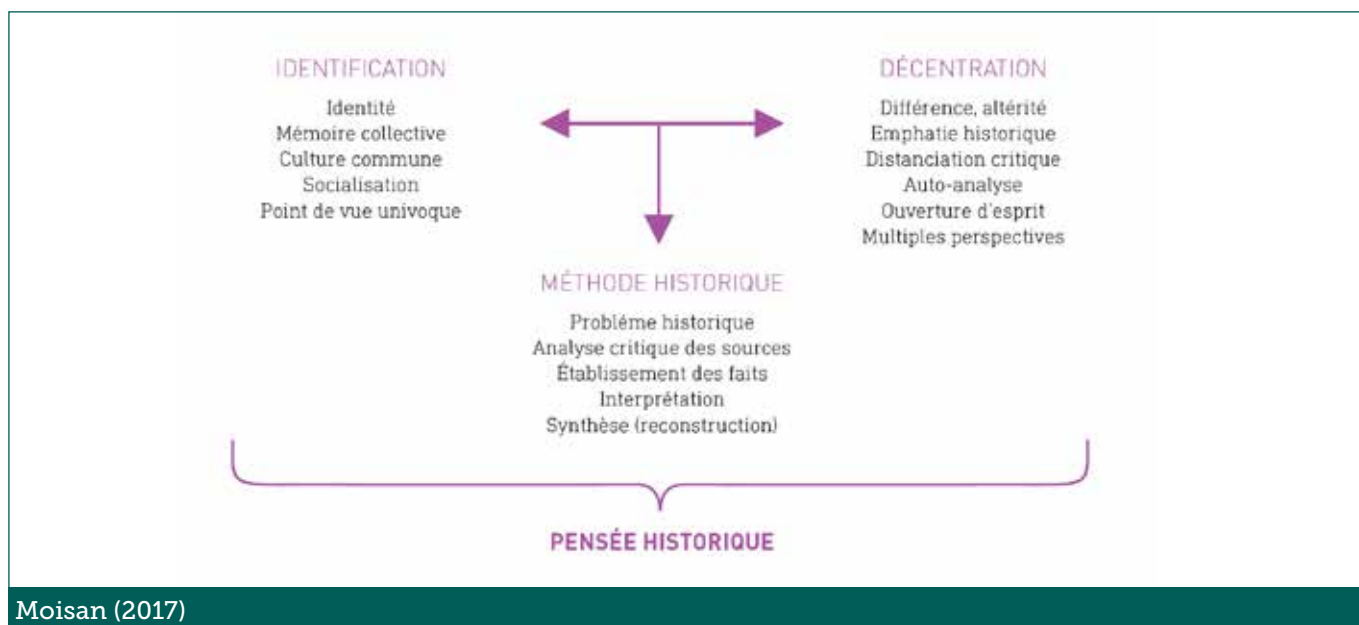 IDENTIFICATION
Identité
Mémoire collective
Culture commune
Socialisation
Point de vue univoque
DÉCENTRATION
Différence, altérité
Emphatie historique
Distanciation critique
Auto-analyse
Ouverture d'esprit
Multiples perspectives
MÉTHODE HISTORIQUE
Probléme historique
Analyse critique des sources
Établissement des faits
Interprétation
Synthèse (reconstruction)
PENSÉE HISTORIQUE
Moisan (2017)